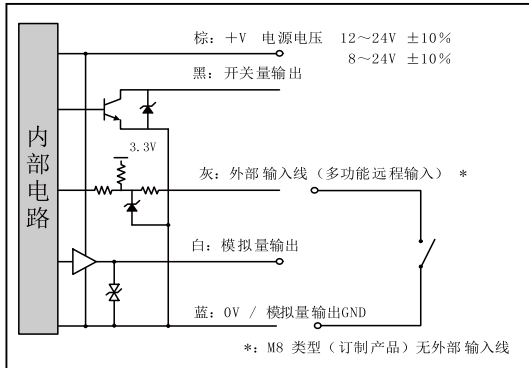 棕: +V 电源电压 12～24V ±10%
8～24V ±10%
黑: 开关量输出
内部电路
3.3V
灰: 外部输入线（多功能远程输入） *
白: 模拟量输出
蓝: 0V / 模拟量输出GND
*: M8 类型（订制产品）无外部输入线